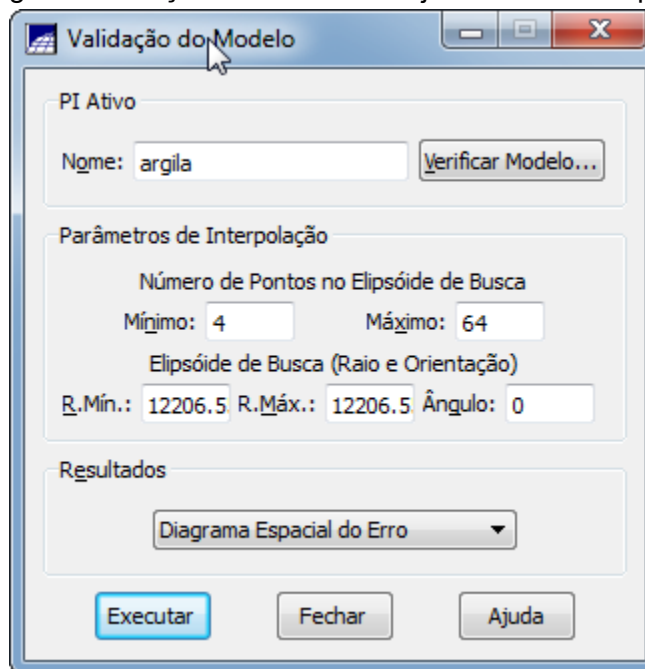 Validação do Modelo
PI Ativo
Nome: argila Verificar Modelo...
Parâmetros de Interpolação
Número de Pontos no Elipsóide de Busca
Mínimo: 4 Máximo: 64
Elipsóide de Busca (Raio e Orientação)
R.Mín.: 12206.5 R.Máx.: 12206.5 Ângulo: 0
Resultados
Diagrama Espacial do Erro
Executar Fechar Ajuda